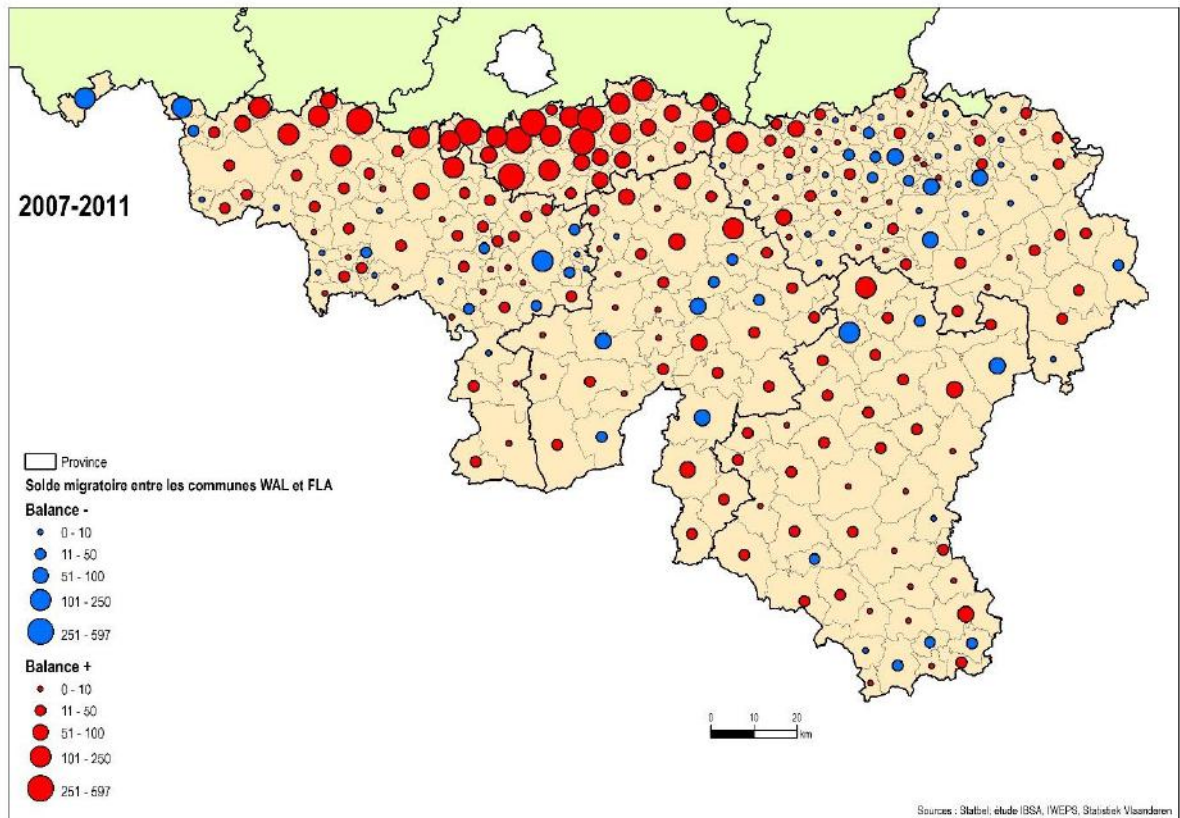 2007-2011
Province
Solde migratoire entre les communes WAL et FLA
Balance -
0 - 10
11 - 50
51 - 100
101 - 250
251 - 597
Balance +
0 - 10
11 - 50
51 - 100
101 - 250
251 - 597
0 10 20
km
Sources : Statbel; étude IBSA, IWEPS, Statistiek Vlaanderen